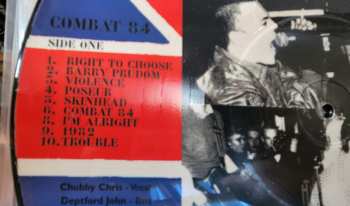 COMBAT 84
SIDE ONE
1. RIGHT TO CHOOSE
2. BARRY PRUDOM
3. VIOLENCE
4. POSEUR
5. SKINHEAD
6. COMBAT 84
8. I'M ALRIGHT
9. 1982
10. TROUBLE
Chubby Chris - Vocal
Deptford John - Bass